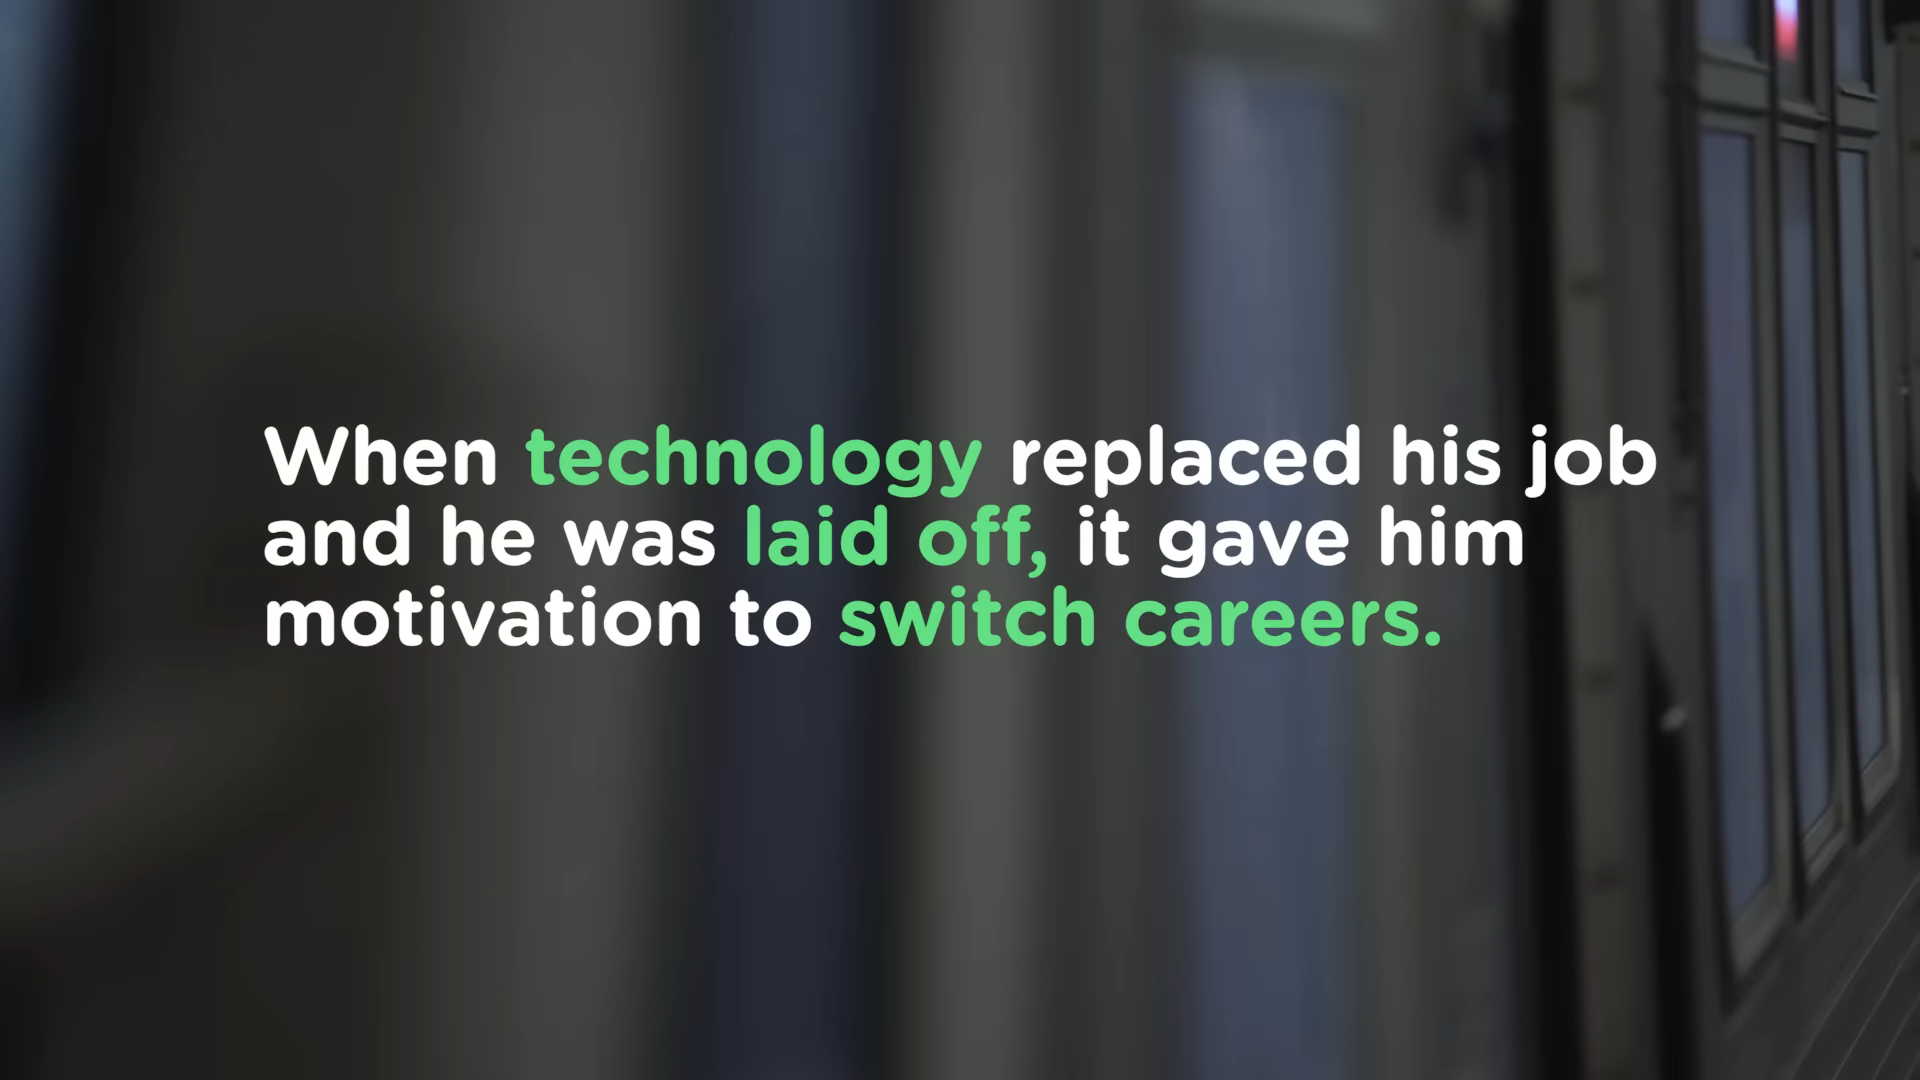 When technology replaced his job
and he was laid off, it gave him
motivation to switch careers.